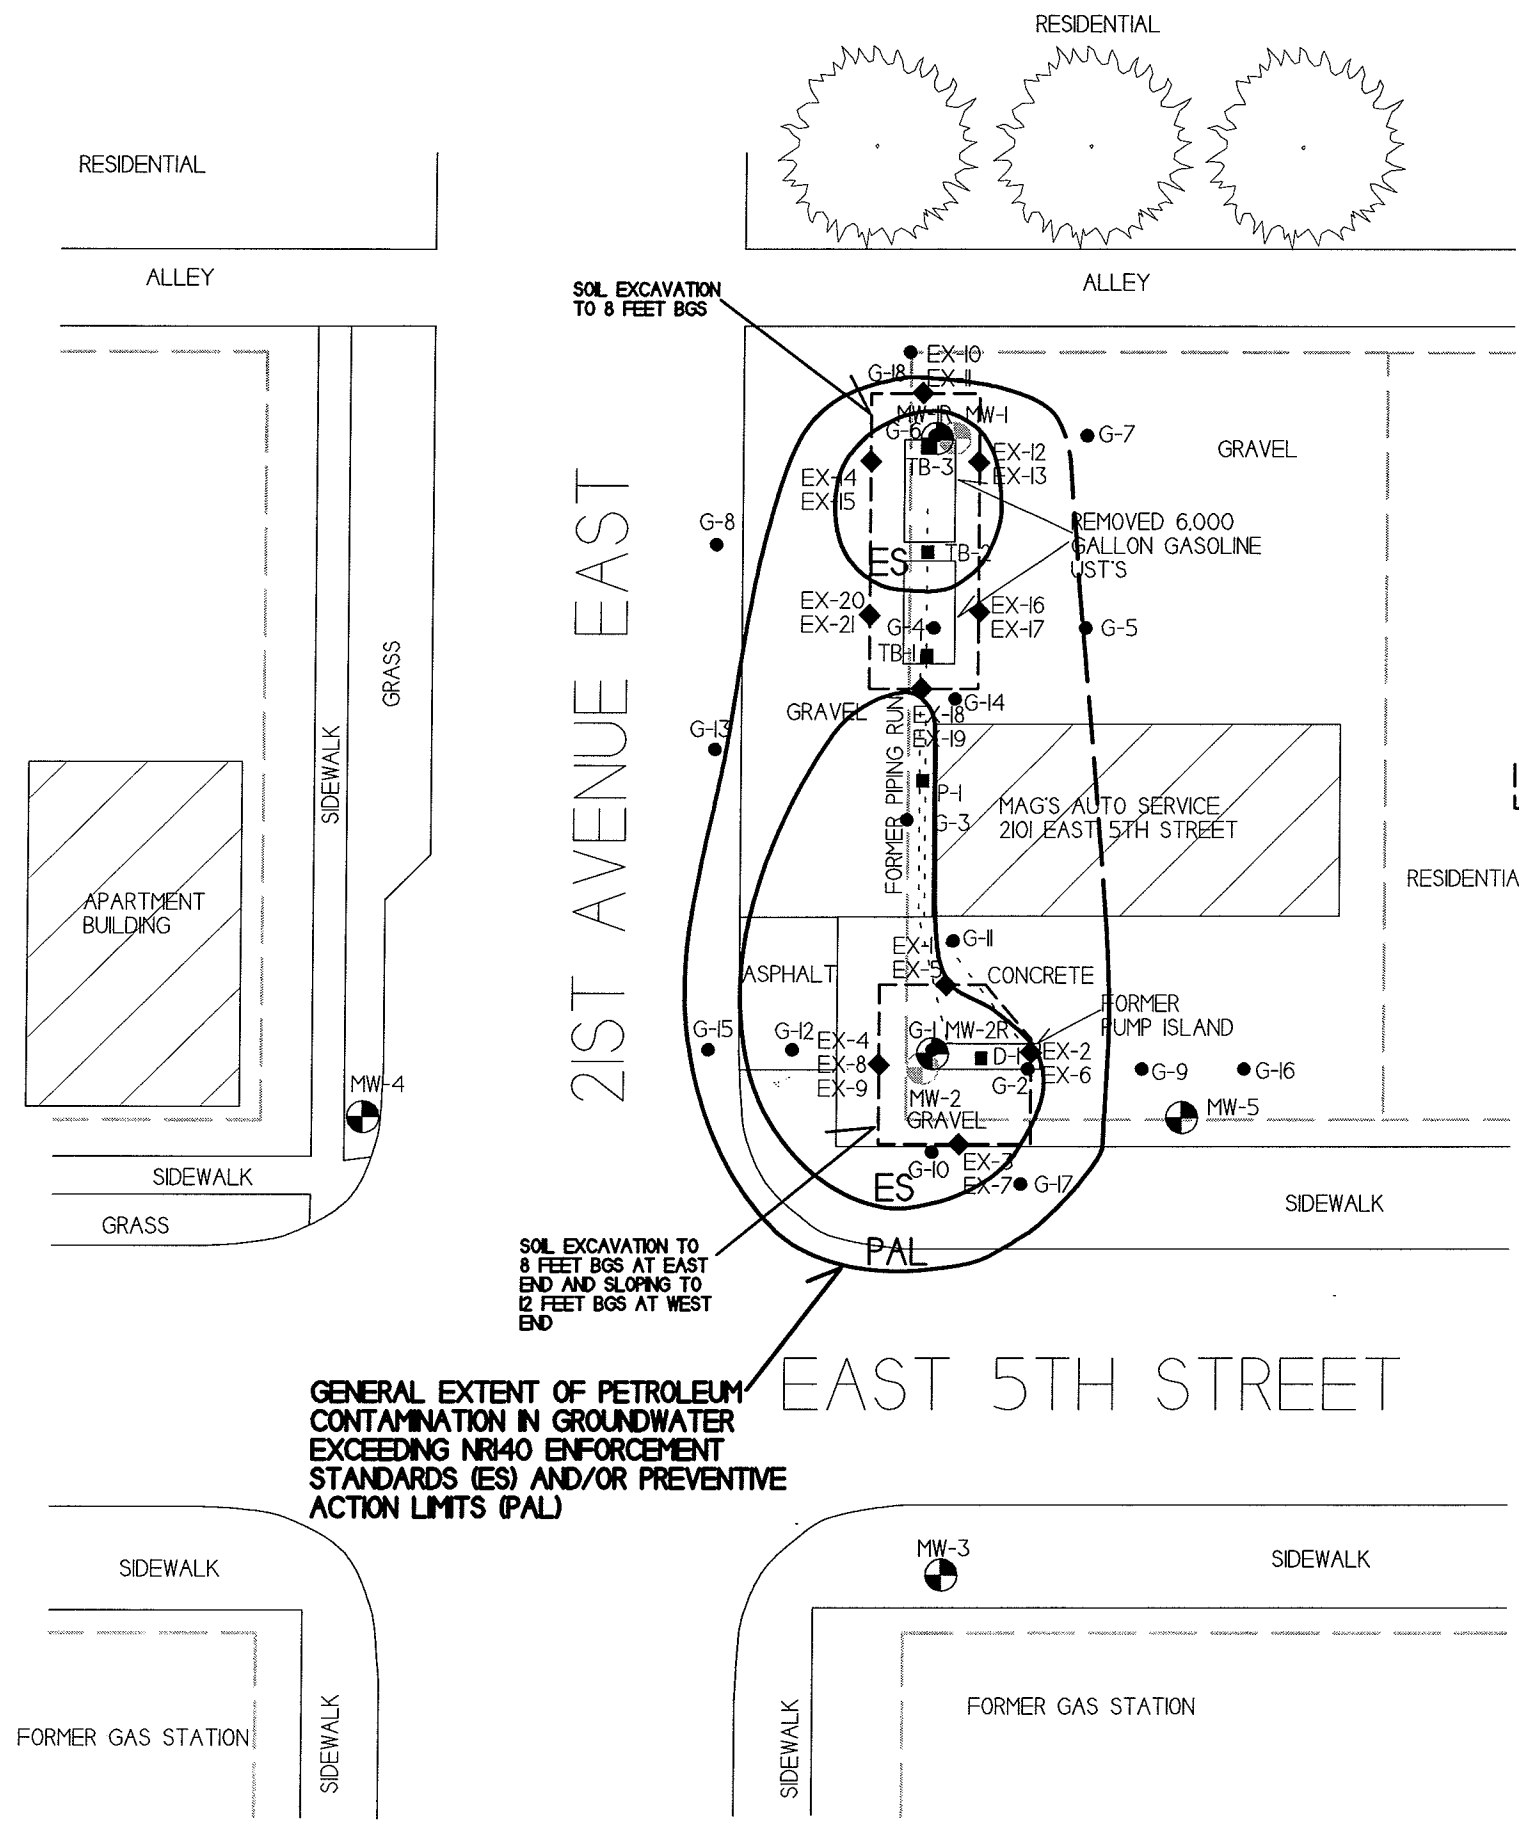 RESIDENTIAL
RESIDENTIAL
ALLEY
ALLEY
SOIL EXCAVATION
TO 8 FEET BGS
EX-10
G-18
EX-11
MW-1R
MW-1
G-6
G-7
GRAVEL
TB-3
EX-12
EX-13
EX-14
EX-15
G-8
REMOVED 6,000
GALLON GASOLINE
UST'S
TB-2
ES
EX-20
EX-21
G-4
EX-16
EX-17
G-5
TB-1
21ST AVENUE EAST
GRASS
SIDEWALK
GRAVEL
G-14
EX-18
EX-19
G-13
FORMER PIPING RUN
P-1
G-3
MAG'S AUTO SERVICE
2101 EAST 5TH STREET
RESIDENTIA
APARTMENT
BUILDING
EX-1
EX-5
G-11
ASPHALT
CONCRETE
FORMER
PUMP ISLAND
G-15
G-12
EX-4
EX-8
EX-9
G-1
MW-2R
D-1
EX-2
EX-6
G-2
G-9
G-16
MW-4
MW-2
GRAVEL
MW-5
G-10
EX-3
EX-7
G-17
ES
SIDEWALK
SIDEWALK
GRASS
PAL
SOIL EXCAVATION TO
8 FEET BGS AT EAST
END AND SLOPING TO
12 FEET BGS AT WEST
END
EAST 5TH STREET
GENERAL EXTENT OF PETROLEUM
CONTAMINATION IN GROUNDWATER
EXCEEDING NR140 ENFORCEMENT
STANDARDS (ES) AND/OR PREVENTIVE
ACTION LIMITS (PAL)
SIDEWALK
MW-3
SIDEWALK
FORMER GAS STATION
SIDEWALK
SIDEWALK
FORMER GAS STATION